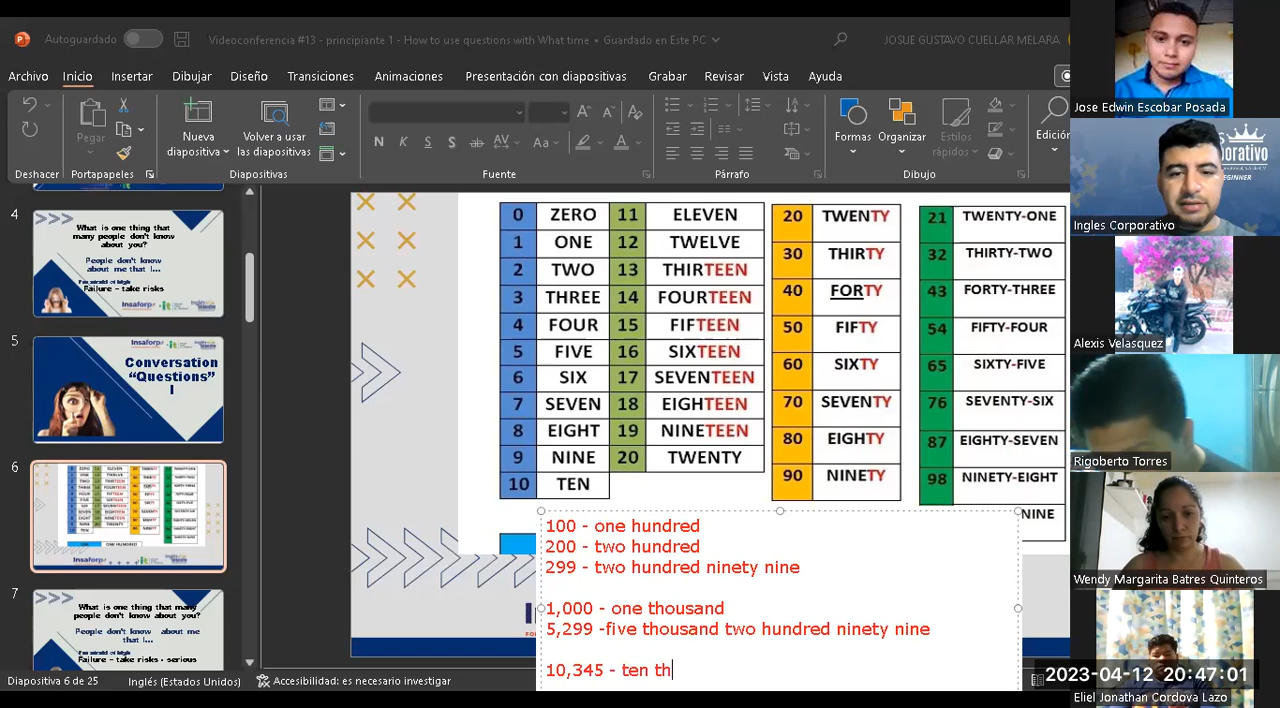 Autoguardado
Videoconferencia #13 - principiante 1 - How to use questions with What time • Guardado en Este PC
JOSUE GUSTAVO CUELLAR MELARA
Archivo Inicio Insertar Dibujar Diseño Transiciones Animaciones Presentación con diapositivas Grabar Revisar Vista Ayuda
Pegar
Nueva diapositiva
Volver a usar las diapositivas
N K S S ab AV Aa A
Formas Organizar Estilos rápidos Edición
Deshacer Portapapeles Diapositivas Fuente Párrafo Dibujo
4
What is one thing that
many people don't know
about you?
People don't know
about me that I...
I'm afraid of high
Failure - take risks
Insaforp
5
Insaforp
Conversation
"Questions"
I
6
7
What is one thing that many
people don't know about you?
People don't know about me
that I...
Failure - take risks - serious
0 ZERO 11 ELEVEN
1 ONE 12 TWELVE
2 TWO 13 THIRTEEN
3 THREE 14 FOURTEEN
4 FOUR 15 FIFTEEN
5 FIVE 16 SIXTEEN
6 SIX 17 SEVENTEEN
7 SEVEN 18 EIGHTEEN
8 EIGHT 19 NINETEEN
9 NINE 20 TWENTY
10 TEN
20 TWENTY
30 THIRTY
40 FORTY
50 FIFTY
60 SIXTY
70 SEVENTY
80 EIGHTY
90 NINETY
21 TWENTY-ONE
32 THIRTY-TWO
43 FORTY-THREE
54 FIFTY-FOUR
65 SIXTY-FIVE
76 SEVENTY-SIX
87 EIGHTY-SEVEN
98 NINETY-EIGHT
NINE
100 - one hundred
200 - two hundred
299 - two hundred ninety nine
1,000 - one thousand
5,299 -five thousand two hundred ninety nine
10,345 - ten th
Diapositiva 6 de 25 Inglés (Estados Unidos) Accesibilidad: es necesario investigar
Jose Edwin Escobar Posada
orporativo
BEGINNER
Ingles Corporativo
Alexis Velasquez
Rigoberto Torres
Wendy Margarita Batres Quinteros
2023-04-12 20:47:01
Eliel Jonathan Cordova Lazo